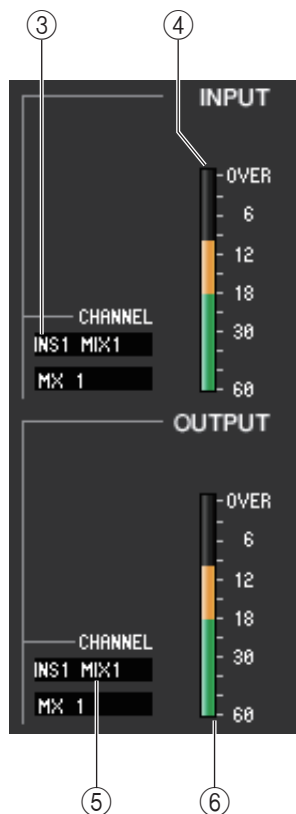 ③ ④
INPUT
OVER
6
12
18
30
60
CHANNEL
INS1 MIX1
MX 1
OUTPUT
OVER
6
12
18
30
60
CHANNEL
INS1 MIX1
MX 1
⑤ ⑥